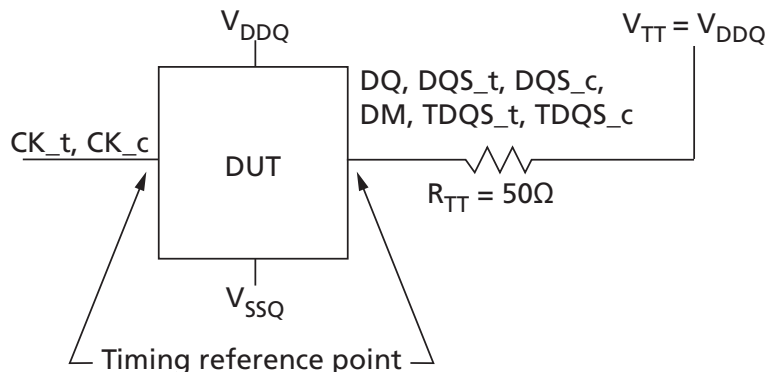 V_DDQ
V_TT = V_DDQ
DQ, DQS_t, DQS_c,
DM, TDQS_t, TDQS_c
CK_t, CK_c
DUT
R_TT = 50Ω
V_SSQ
Timing reference point